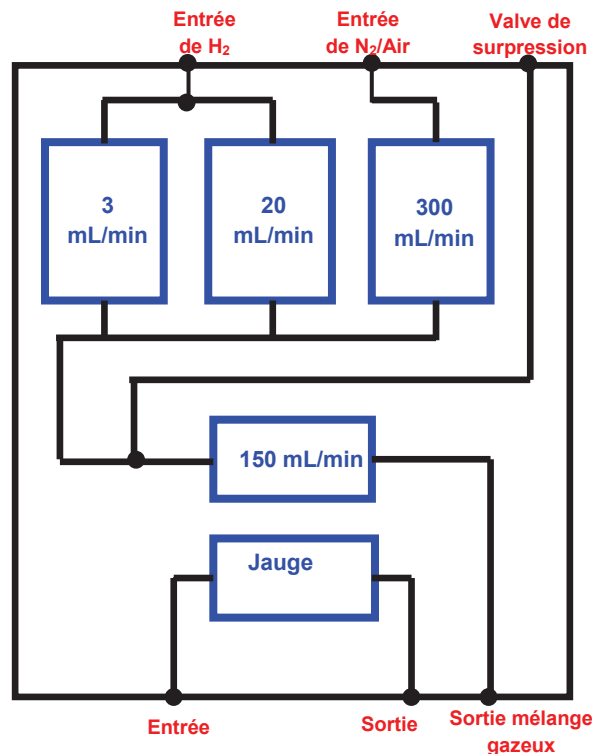 Entrée
de H₂
Entrée
de N₂/Air
Valve de
surpression
3
mL/min
20
mL/min
300
mL/min
150 mL/min
Jauge
Entrée
Sortie
Sortie mélange
gazeux